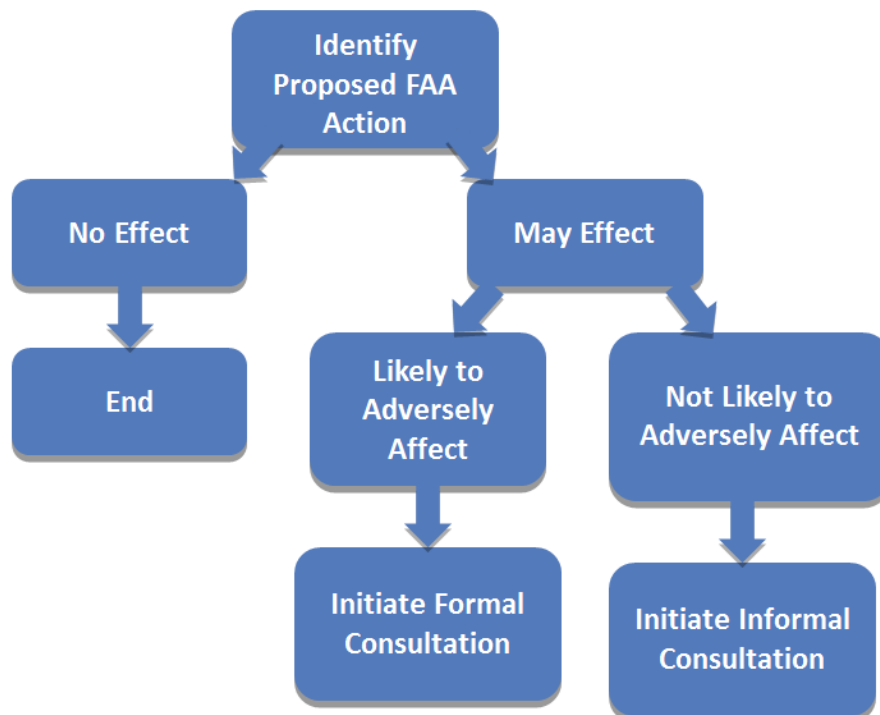 Identify
Proposed FAA
Action
No Effect
May Effect
End
Likely to
Adversely
Affect
Not Likely to
Adversely Affect
Initiate Formal
Consultation
Initiate Informal
Consultation